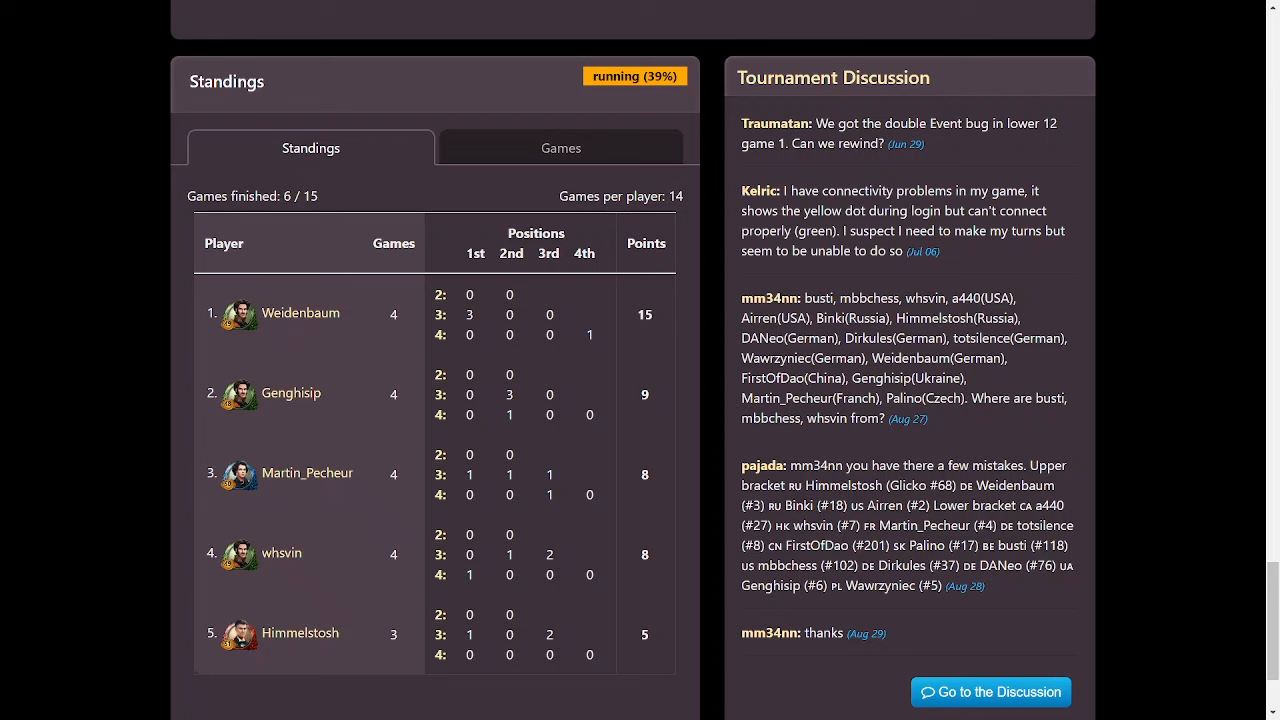 Standings
running (39%)
Standings
Games
Games finished: 6 / 15
Games per player: 14
Player Games Positions Points
1st 2nd 3rd 4th
2: 0 0
1. Weidenbaum 4 3: 3 0 0 15
4: 0 0 0 1
2: 0 0
2. Genghisip 4 3: 0 3 0 9
4: 0 1 0 0
2: 0 0
3. Martin_Pecheur 4 3: 1 1 1 8
4: 0 0 1 0
2: 0 0
4. whsvin 4 3: 0 1 2 8
4: 1 0 0 0
2: 0 0
5. Himmelstosh 3 3: 1 0 2 5
4: 0 0 0 0
Tournament Discussion
Traumatan: We got the double Event bug in lower 12
game 1. Can we rewind? (Jun 29)
Kelric: I have connectivity problems in my game, it
shows the yellow dot during login but can't connect
properly (green). I suspect I need to make my turns but
seem to be unable to do so (Jul 06)
mm34nn: busti, mbbchess, whsvin, a440(USA),
Airren(USA), Binki(Russia), Himmelstosh(Russia),
DANeo(German), Dirkules(German), totsilence(German),
Wawrzyniec(German), Weidenbaum(German),
FirstOfDao(China), Genghisip(Ukraine),
Martin_Pecheur(Franch), Palino(Czech). Where are busti,
mbbchess, whsvin from? (Aug 27)
pajada: mm34nn you have there a few mistakes. Upper
bracket RU Himmelstosh (Glicko #68) DE Weidenbaum
(#3) RU Binki (#18) US Airren (#2) Lower bracket CA a440
(#27) HK whsvin (#7) FR Martin_Pecheur (#4) DE totsilence
(#8) CN FirstOfDao (#201) SK Palino (#17) BE busti (#118)
US mbbchess (#102) DE Dirkules (#37) DE DANeo (#76) UA
Genghisip (#6) PL Wawrzyniec (#5) (Aug 28)
mm34nn: thanks (Aug 29)
Go to the Discussion